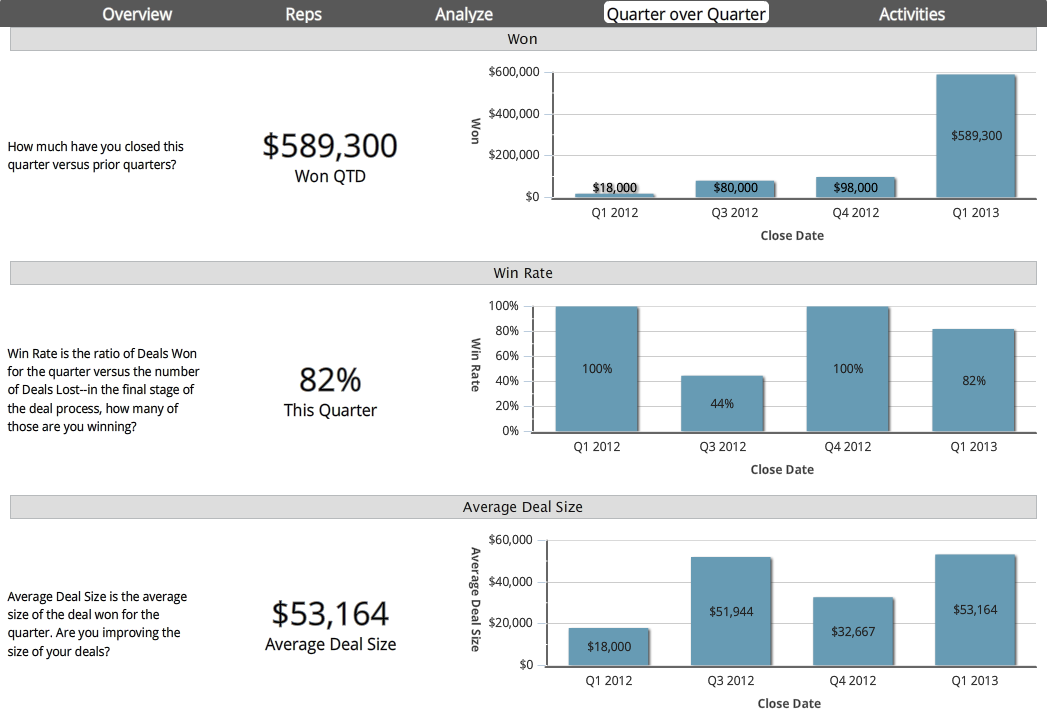 Overview Reps Analyze Quarter over Quarter Activities
Won
How much have you closed this
quarter versus prior quarters?
$589,300
Won QTD
Won
$600,000
$400,000
$200,000
$0
$18,000
$80,000
$98,000
$589,300
Q1 2012 Q3 2012 Q4 2012 Q1 2013
Close Date
Win Rate
Win Rate is the ratio of Deals Won
for the quarter versus the number
of Deals Lost--in the final stage of
the deal process, how many of
those are you winning?
82%
This Quarter
Win Rate
100%
80%
60%
40%
20%
0%
100%
44%
100%
82%
Q1 2012 Q3 2012 Q4 2012 Q1 2013
Close Date
Average Deal Size
Average Deal Size is the average
size of the deal won for the
quarter. Are you improving the
size of your deals?
$53,164
Average Deal Size
Average Deal Size
$60,000
$40,000
$20,000
$0
$18,000
$51,944
$32,667
$53,164
Q1 2012 Q3 2012 Q4 2012 Q1 2013
Close Date